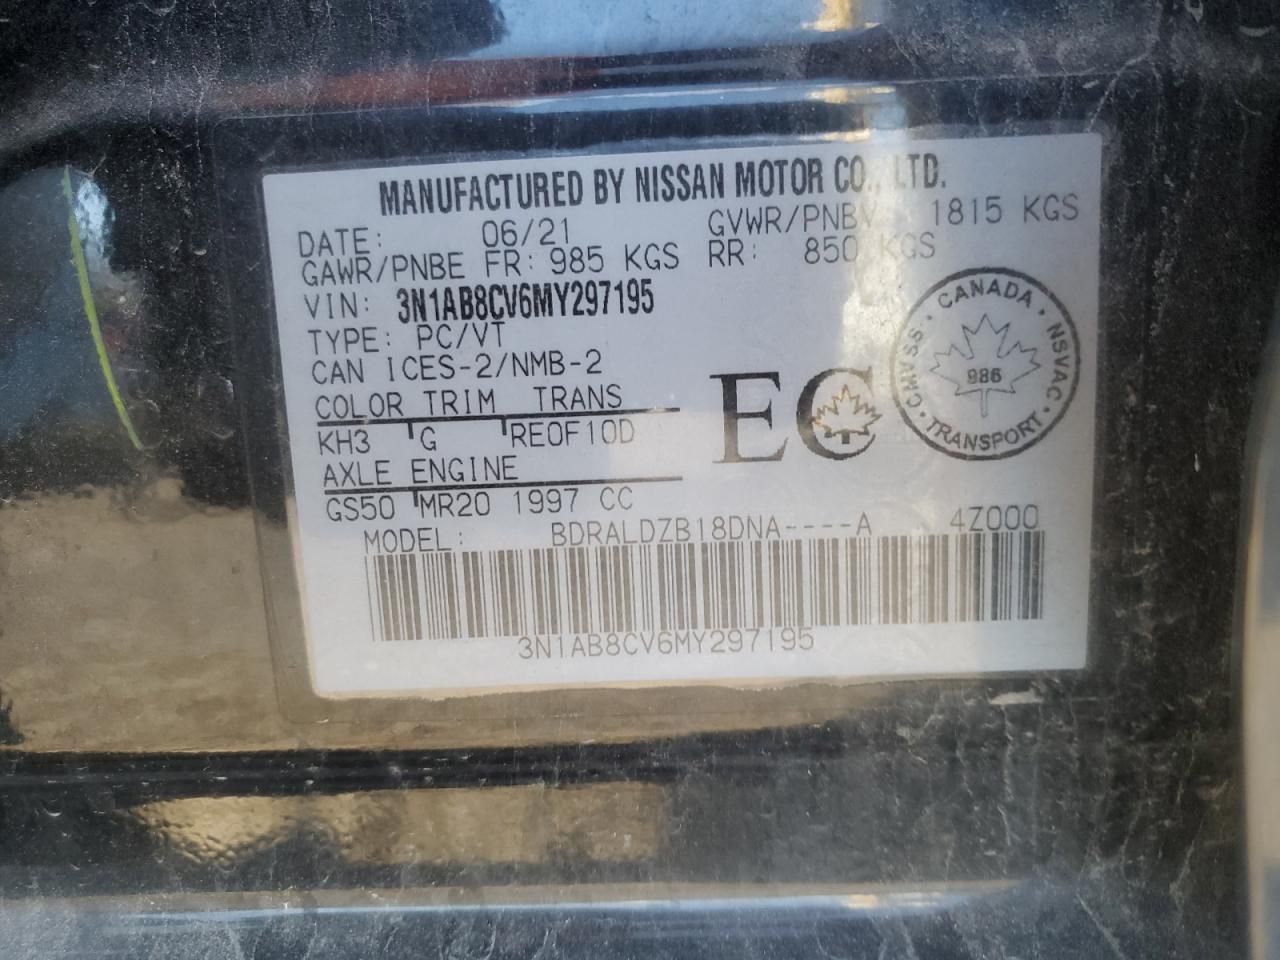 MANUFACTURED BY NISSAN MOTOR CO., LTD.
DATE: 06/21 GVWR/PNBV 1815 KGS
GAWR/PNBE FR: 985 KGS RR: 850 KGS
VIN: 3N1AB8CV6MY297195
TYPE: PC/VT
CAN ICES-2/NMB-2
COLOR TRIM TRANS
KH3 G RE0F10D
AXLE ENGINE
GS50 MR20 1997 CC
EC
CANADA
CMVSS NSVAC
986
TRANSPORT
MODEL: BDRALDZB18DNA----A 4Z000
3N1AB8CV6MY297195